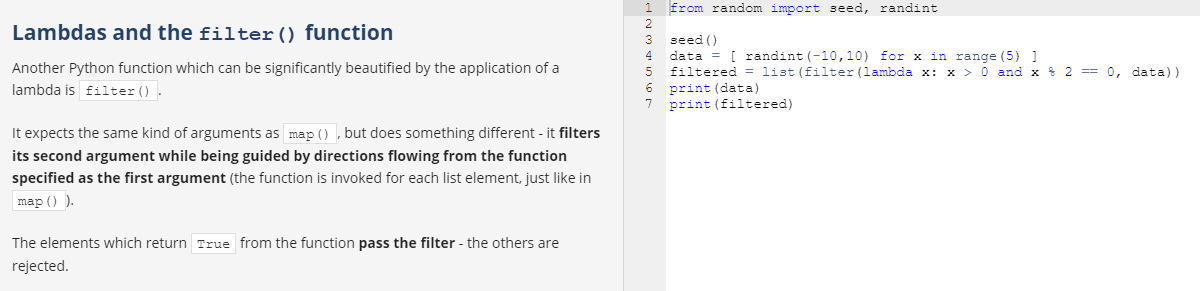 Lambdas and the filter() function
Another Python function which can be significantly beautified by the application of a
lambda is filter() .
It expects the same kind of arguments as map() , but does something different - it filters
its second argument while being guided by directions flowing from the function
specified as the first argument (the function is invoked for each list element, just like in
map() ).
The elements which return True from the function pass the filter - the others are
rejected.
1 from random import seed, randint
2
3 seed()
4 data = [ randint(-10,10) for x in range(5) ]
5 filtered = list(filter(lambda x: x > 0 and x % 2 == 0, data))
6 print(data)
7 print(filtered)